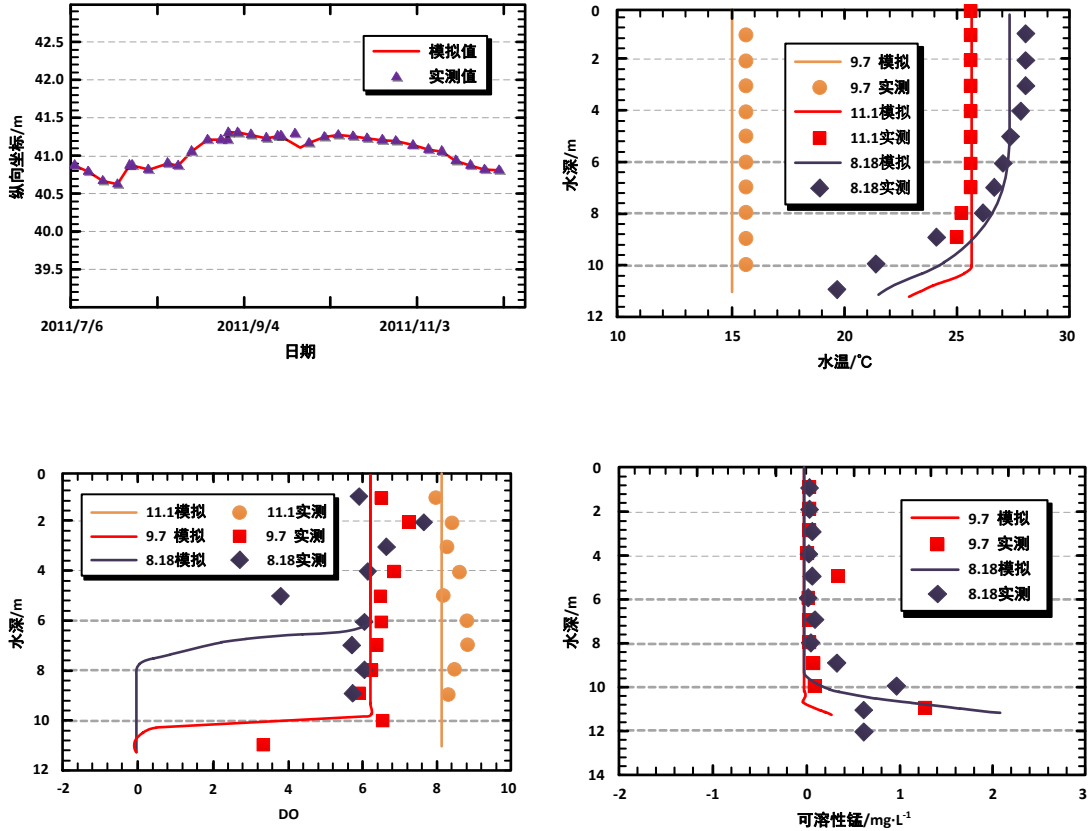 42.5
42.0
41.5
41.0
40.5
40.0
39.5
纵向坐标/m
模拟值
实测值
2011/7/6 2011/9/4 2011/11/3
日期
0
2
4
6
8
10
12
水深/m
9.7 模拟
9.7 实测
11.1模拟
11.1实测
8.18模拟
8.18实测
10 15 20 25 30
水温/℃
0
2
4
6
8
10
12
水深/m
11.1模拟 11.1实测
9.7 模拟 9.7 实测
8.18模拟 8.18实测
-2 0 2 4 6 8 10
DO
0
2
4
6
8
10
12
14
水深/m
9.7 模拟
9.7 实测
8.18模拟
8.18实测
-2 -1 0 1 2 3
可溶性锰/mg·L⁻¹